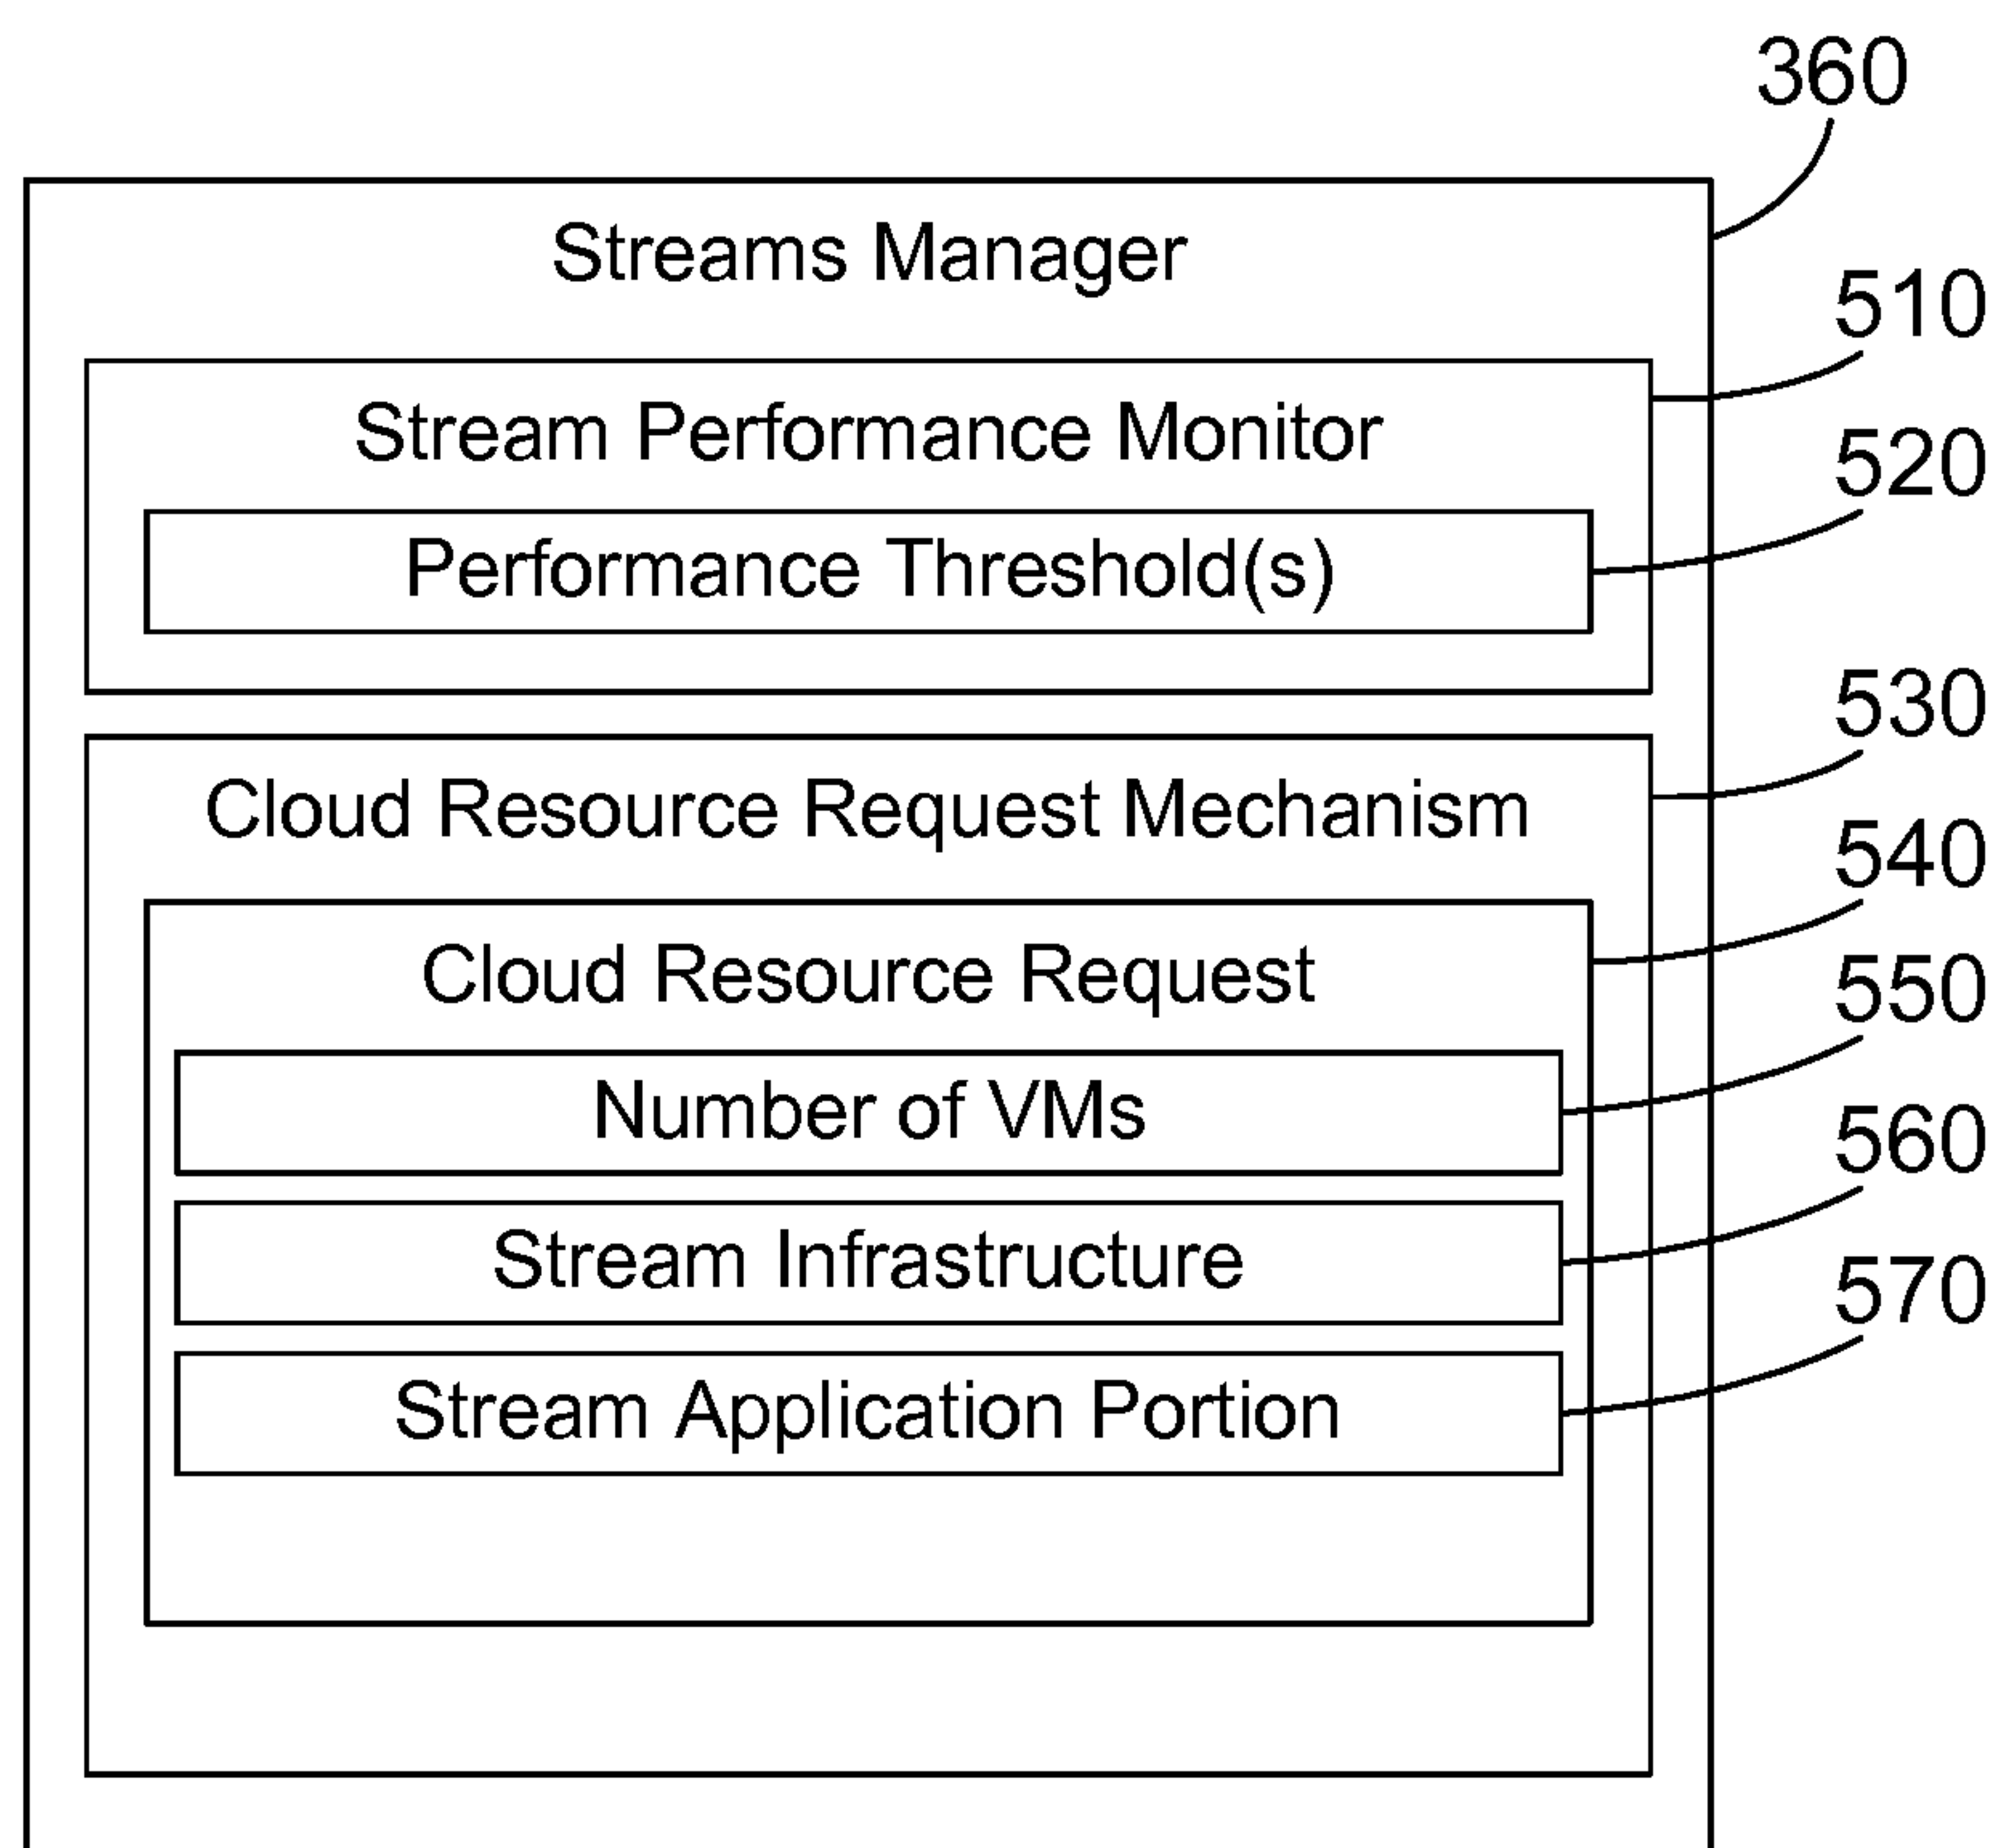 360
Streams Manager
510
Stream Performance Monitor
520
Performance Threshold(s)
530
Cloud Resource Request Mechanism
540
Cloud Resource Request
550
Number of VMs
560
Stream Infrastructure
570
Stream Application Portion